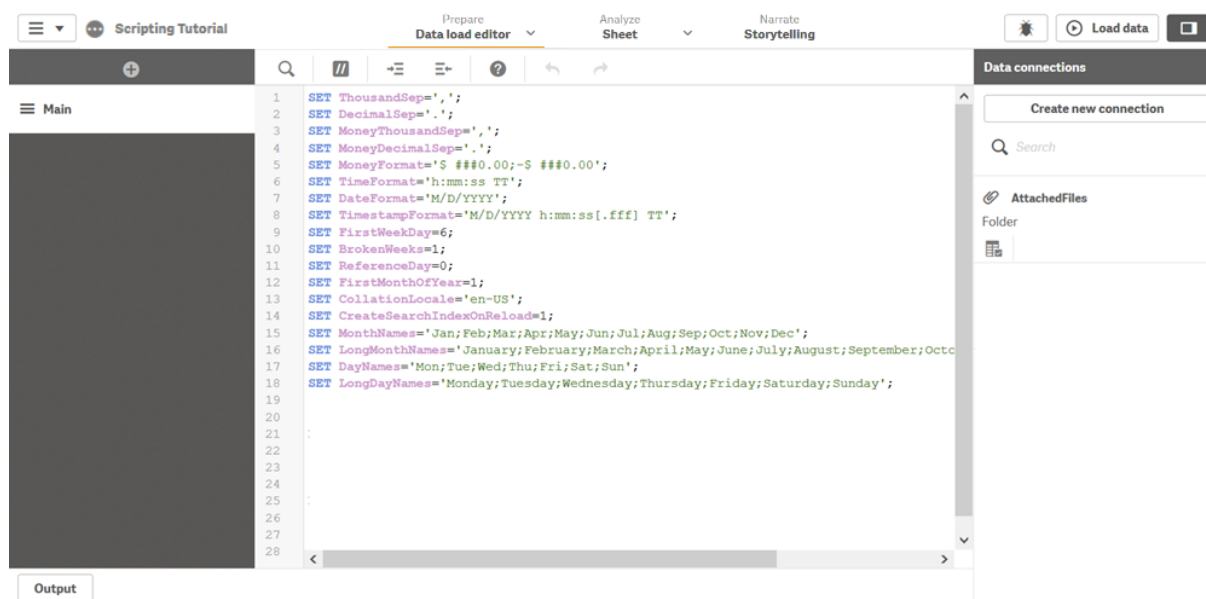 Scripting Tutorial
Prepare
Data load editor
Analyze
Sheet
Narrate
Storytelling
Load data
Main
//
?
1 SET ThousandSep=',';
2 SET DecimalSep='.';
3 SET MoneyThousandSep=',';
4 SET MoneyDecimalSep='.';
5 SET MoneyFormat='$ ###0.00;-$ ###0.00';
6 SET TimeFormat='h:mm:ss TT';
7 SET DateFormat='M/D/YYYY';
8 SET TimestampFormat='M/D/YYYY h:mm:ss[.fff] TT';
9 SET FirstWeekDay=6;
10 SET BrokenWeeks=1;
11 SET ReferenceDay=0;
12 SET FirstMonthOfYear=1;
13 SET CollationLocale='en-US';
14 SET CreateSearchIndexOnReload=1;
15 SET MonthNames='Jan;Feb;Mar;Apr;May;Jun;Jul;Aug;Sep;Oct;Nov;Dec';
16 SET LongMonthNames='January;February;March;April;May;June;July;August;September;Octo
17 SET DayNames='Mon;Tue;Wed;Thu;Fri;Sat;Sun';
18 SET LongDayNames='Monday;Tuesday;Wednesday;Thursday;Friday;Saturday;Sunday';
19
20
21
22
23
24
25
26
27
28
Data connections
Create new connection
Search
AttachedFiles
Folder
Output